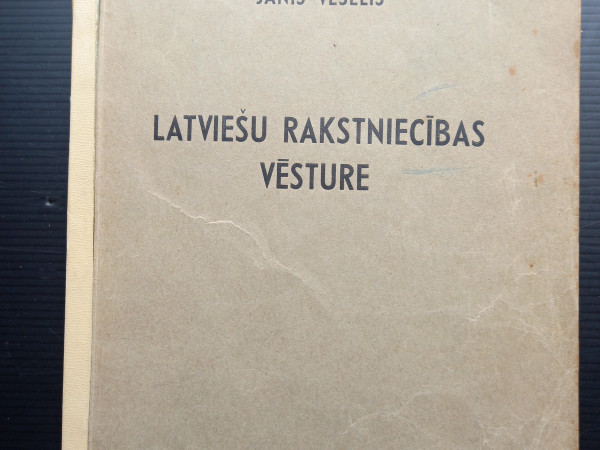 JĀNIS VESELIS
LATVIEŠU RAKSTNIECĪBAS
VĒSTURE